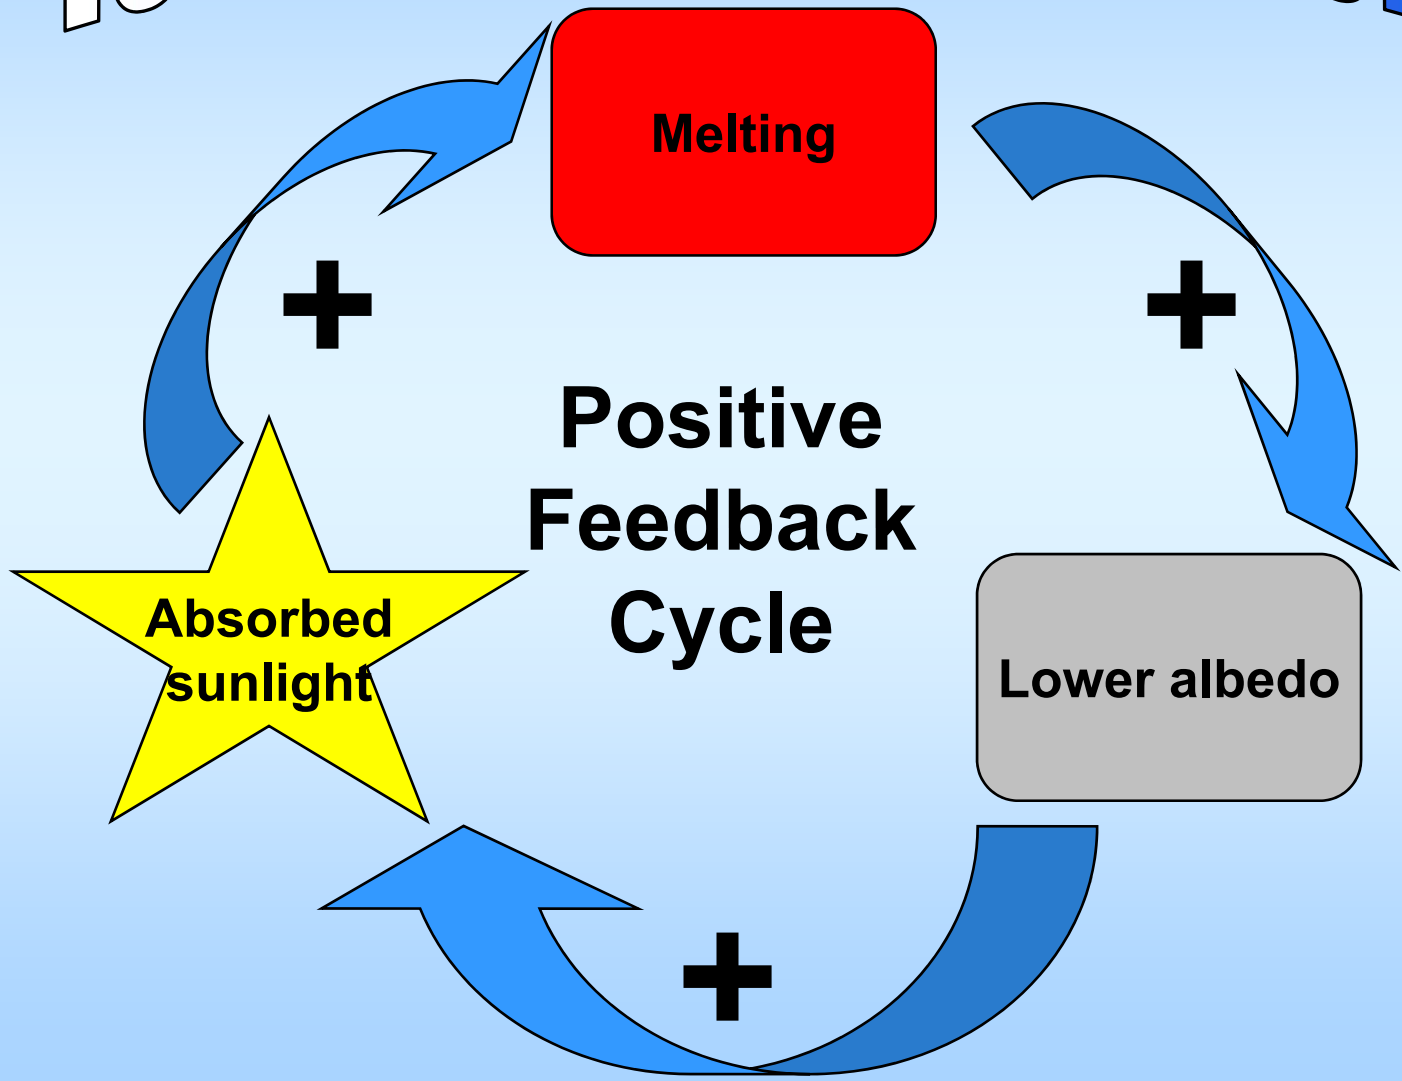 Melting
+
+
Positive
Feedback
Cycle
Absorbed
sunlight
Lower albedo
+